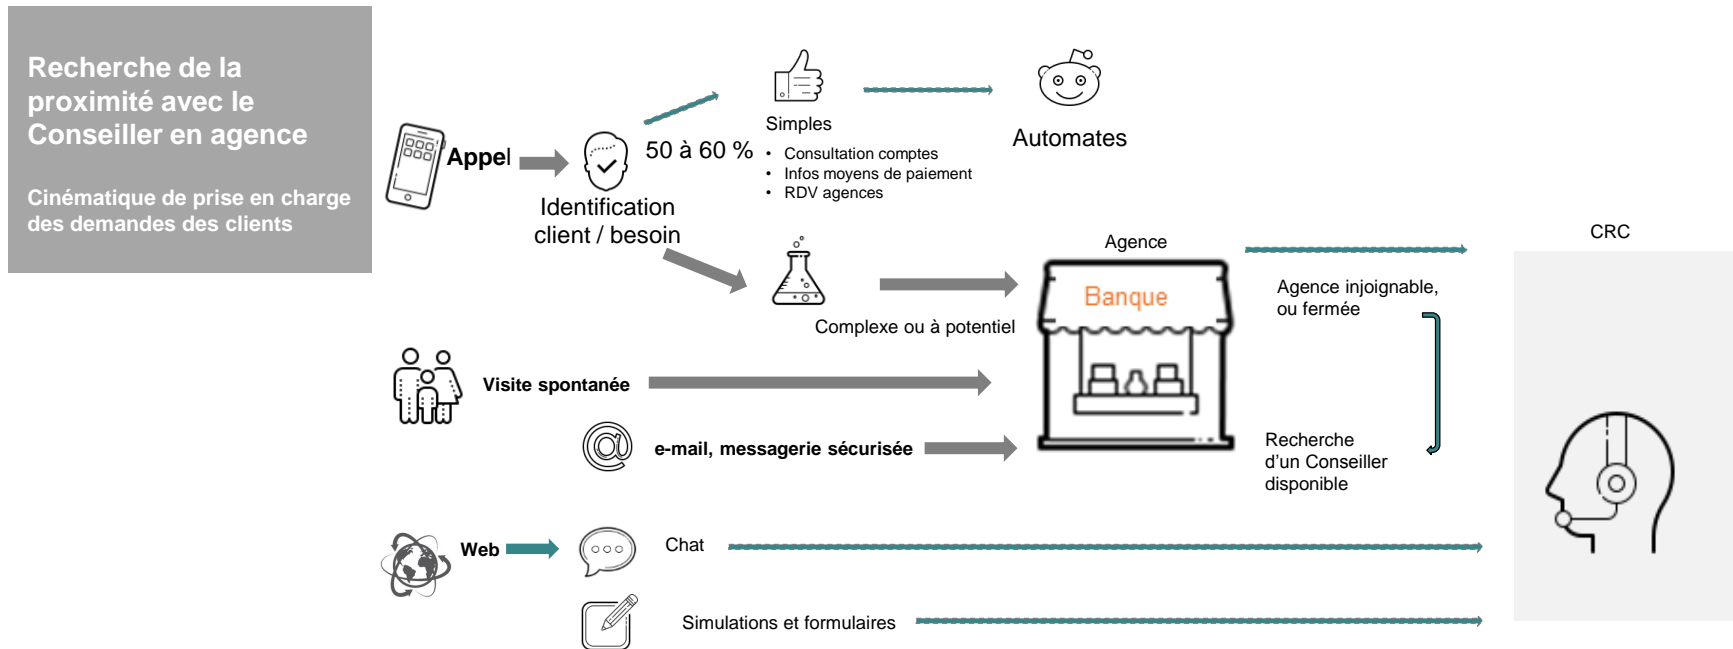 Recherche de la
proximité avec le
Conseiller en agence
Cinématique de prise en charge
des demandes des clients
Appel
Identification
client / besoin
50 à 60 %
Simples
• Consultation comptes
• Infos moyens de paiement
• RDV agences
Automates
Complexe ou à potentiel
Agence
Banque
CRC
Agence injoignable,
ou fermée
Recherche
d’un Conseiller
disponible
Visite spontanée
@
e-mail, messagerie sécurisée
Web
Chat
Simulations et formulaires